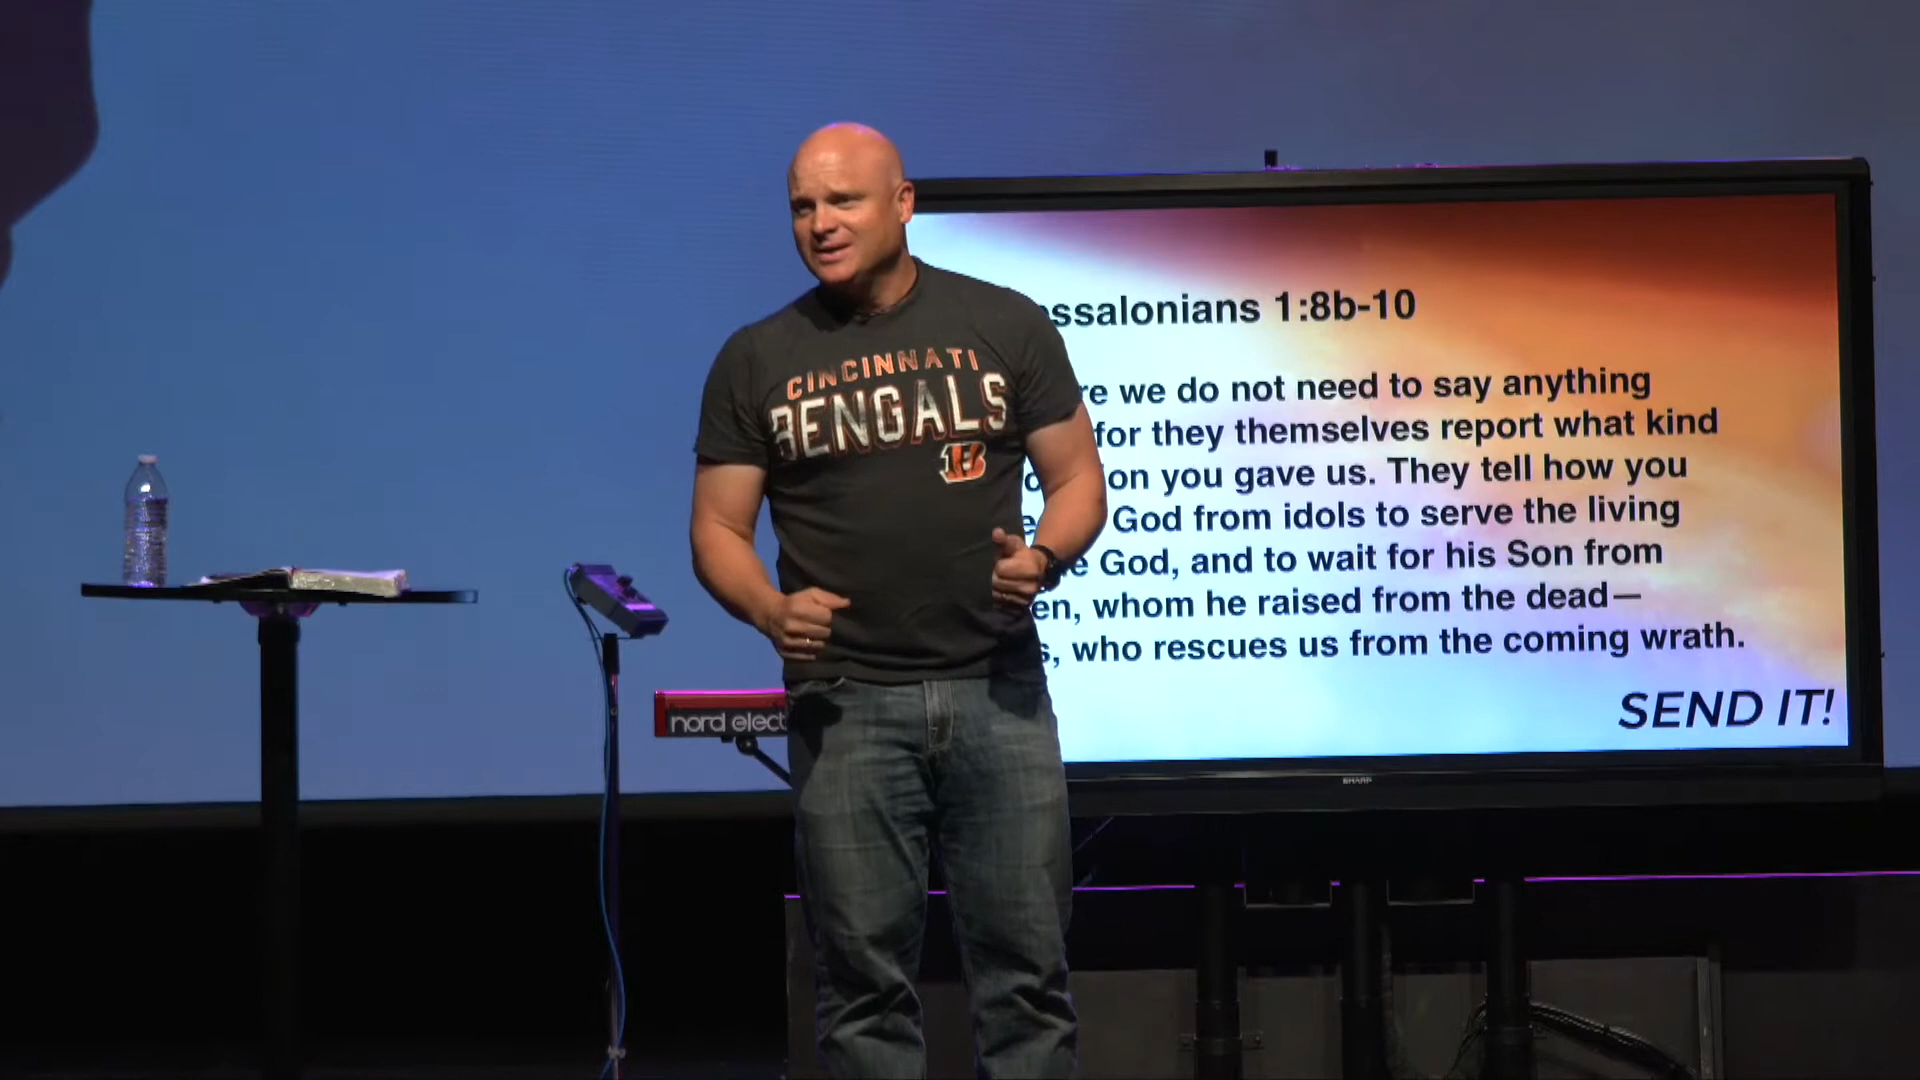 CINCINNATI
BENGALS
B
ssalonians 1:8b-10
re we do not need to say anything
for they themselves report what kind
on you gave us. They tell how you
God from idols to serve the living
e God, and to wait for his Son from
en, whom he raised from the dead—
s, who rescues us from the coming wrath.
SEND IT!
nord elect
SHARP